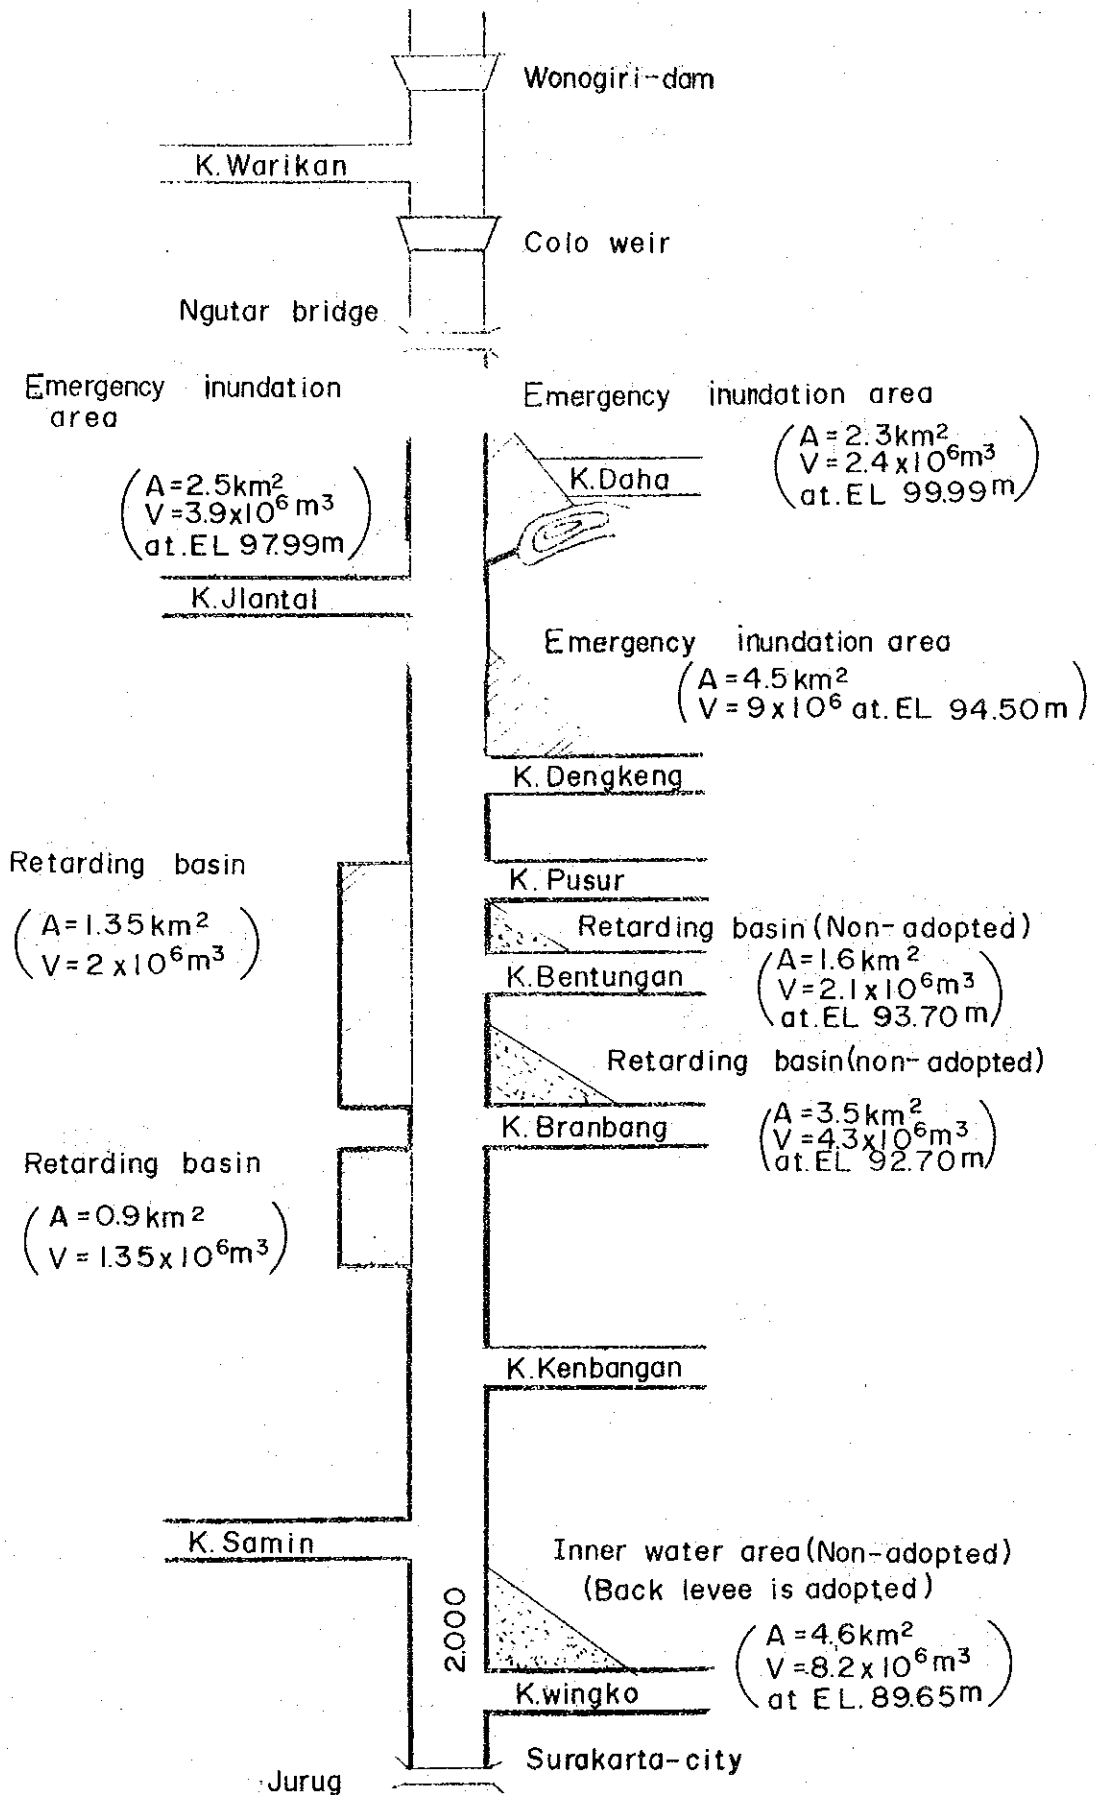 Wonogiri-dam
K.Warikan
Colo weir
Ngutar bridge
Emergency inundation
area
A=2.5km²
V=3.9x10⁶m³
at.EL 97.99m
Emergency inundation area
A=2.3km²
V=2.4x10⁶m³
at.EL 99.99m
K.Daha
K.Jlantal
Emergency inundation area
A=4.5km²
V=9x10⁶ at.EL 94.50m
K.Dengkeng
Retarding basin
A=1.35km²
V=2x10⁶m³
K. Pusur
Retarding basin(Non-adopted)
A=1.6km²
V=2.1x10⁶m³
at.EL 93.70m
K.Bentungan
Retarding basin(non-adopted)
A=3.5km²
V=4.3x10⁶m³
at.EL 92.70m
K. Branbang
Retarding basin
A=0.9km²
V=1.35x10⁶m³
K.Kenbangan
K.Samin
Inner water area(Non-adopted)
(Back levee is adopted)
A=4.6km²
V=8.2x10⁶m³
at EL.89.65m
2.000
K.wingko
Surakarta-city
Jurug